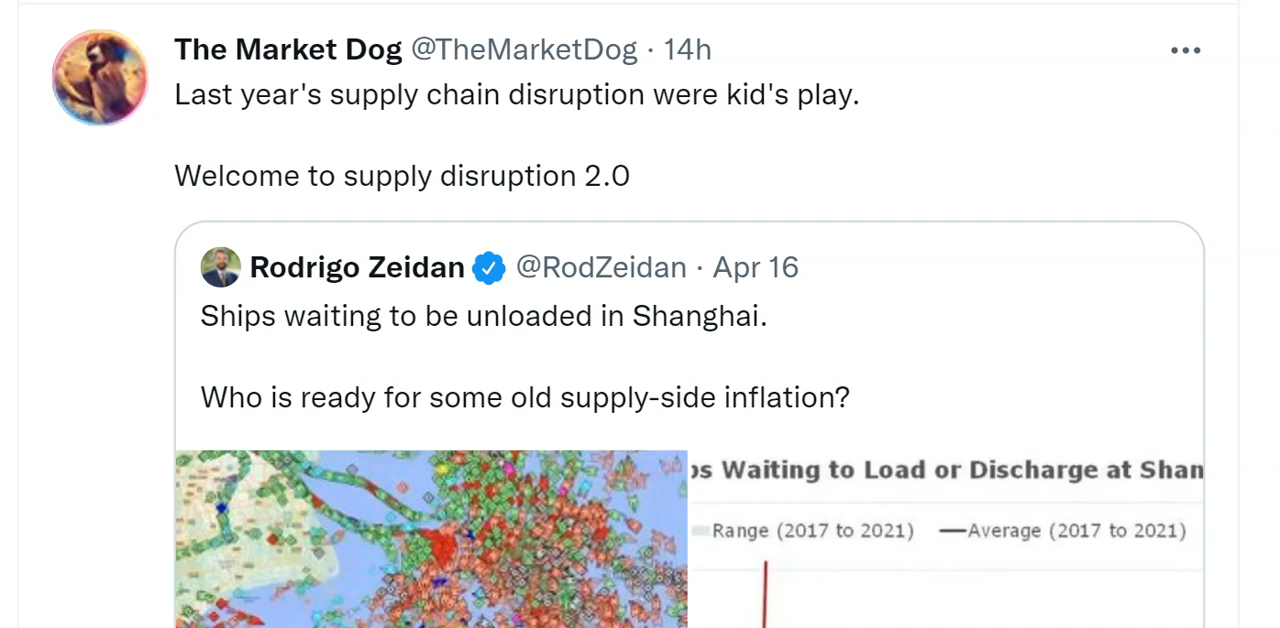 The Market Dog @TheMarketDog · 14h
Last year's supply chain disruption were kid's play.
Welcome to supply disruption 2.0
Rodrigo Zeidan @RodZeidan · Apr 16
Ships waiting to be unloaded in Shanghai.
Who is ready for some old supply-side inflation?
ps Waiting to Load or Discharge at Shan
Range (2017 to 2021) Average (2017 to 2021)